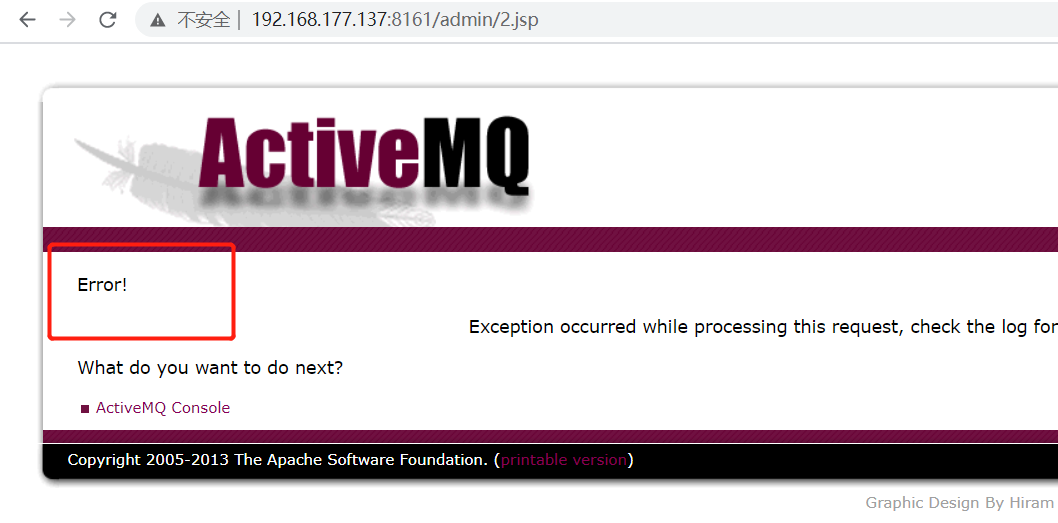 不安全 | 192.168.177.137:8161/admin/2.jsp
ActiveMQ
Error!
Exception occurred while processing this request, check the log for
What do you want to do next?
ActiveMQ Console
Copyright 2005-2013 The Apache Software Foundation. (printable version)
Graphic Design By Hiram